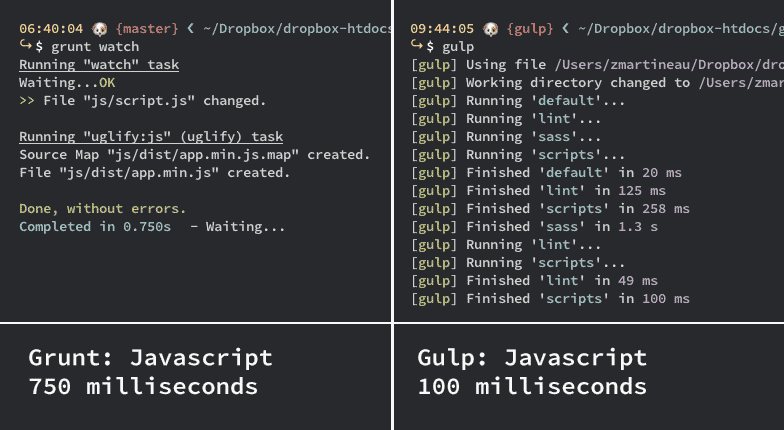 06:40:04 🐶 {master} ❮ ~/Dropbox/dropbox-htdocs
↪ $ grunt watch
Running "watch" task
Waiting...OK
>> File "js/script.js" changed.
Running "uglify:js" (uglify) task
Source Map "js/dist/app.min.js.map" created.
File "js/dist/app.min.js" created.
Done, without errors.
Completed in 0.750s - Waiting...
Grunt: Javascript
750 milliseconds
09:44:05 🐶 {gulp} ❮ ~/Dropbox/dropbox-htdocs/g
↪ $ gulp
[gulp] Using file /Users/zmartineau/Dropbox/dro
[gulp] Working directory changed to /Users/zmar
[gulp] Running 'default'...
[gulp] Running 'lint'...
[gulp] Running 'sass'...
[gulp] Running 'scripts'...
[gulp] Finished 'default' in 20 ms
[gulp] Finished 'lint' in 125 ms
[gulp] Finished 'scripts' in 258 ms
[gulp] Finished 'sass' in 1.3 s
[gulp] Running 'lint'...
[gulp] Running 'scripts'...
[gulp] Finished 'lint' in 49 ms
[gulp] Finished 'scripts' in 100 ms
Gulp: Javascript
100 milliseconds